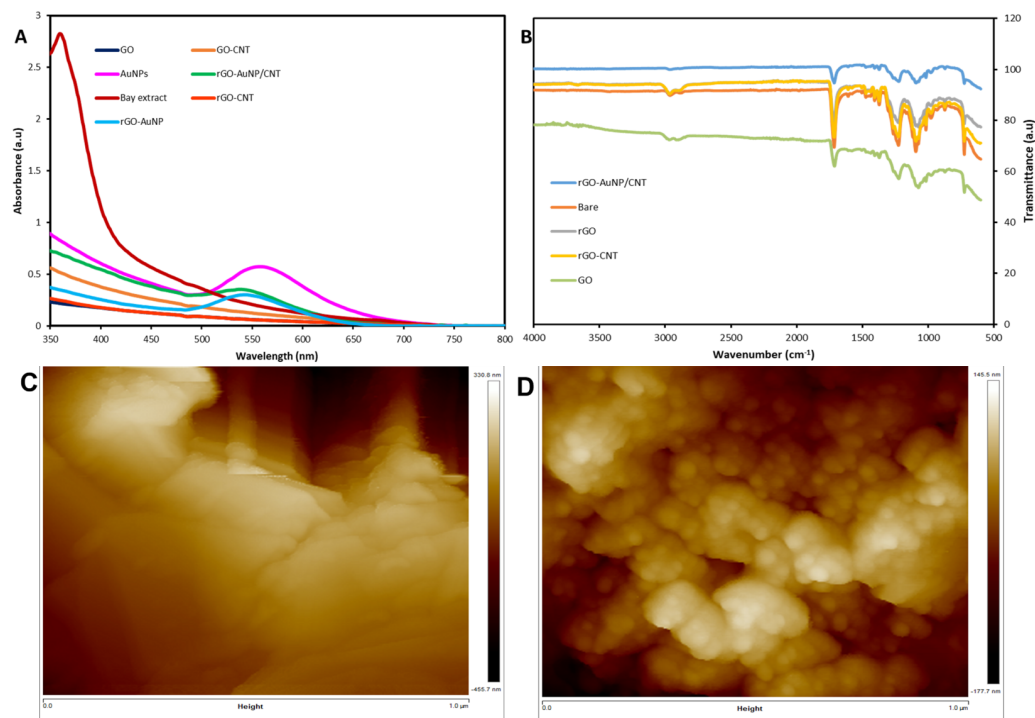 A
3
2.5
2
1.5
1
0.5
0
Absorbance (a.u)
GO
GO-CNT
AuNPs
rGO-AuNP/CNT
Bay extract
rGO-CNT
rGO-AuNP
350 400 450 500 550 600 650 700 750 800
Wavelength (nm)
B
120
100
80
60
40
20
0
Transmittance (a.u)
rGO-AuNP/CNT
Bare
rGO
rGO-CNT
GO
4000 3500 3000 2500 2000 1500 1000 500
Wavenumber (cm⁻¹)
C
330.8 nm
-455.7 nm
0.0 Height 1.0 µm
D
145.5 nm
-177.7 nm
0.0 Height 1.0 µm